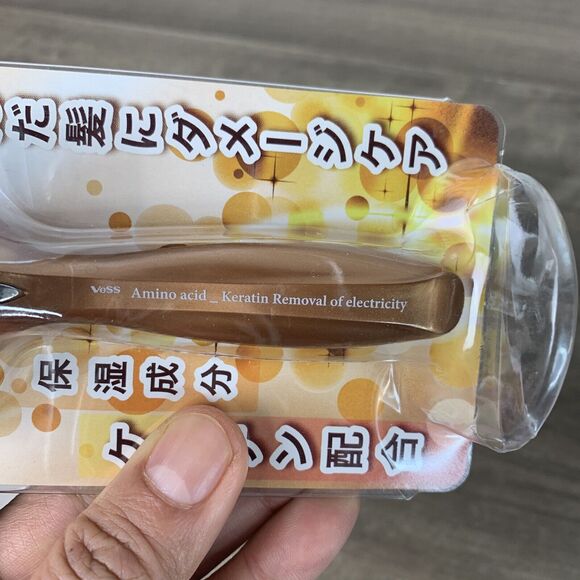 だ髪にダメージケア
VeSS Amino acid _ Keratin Removal of electricity
保湿成分
ン配合